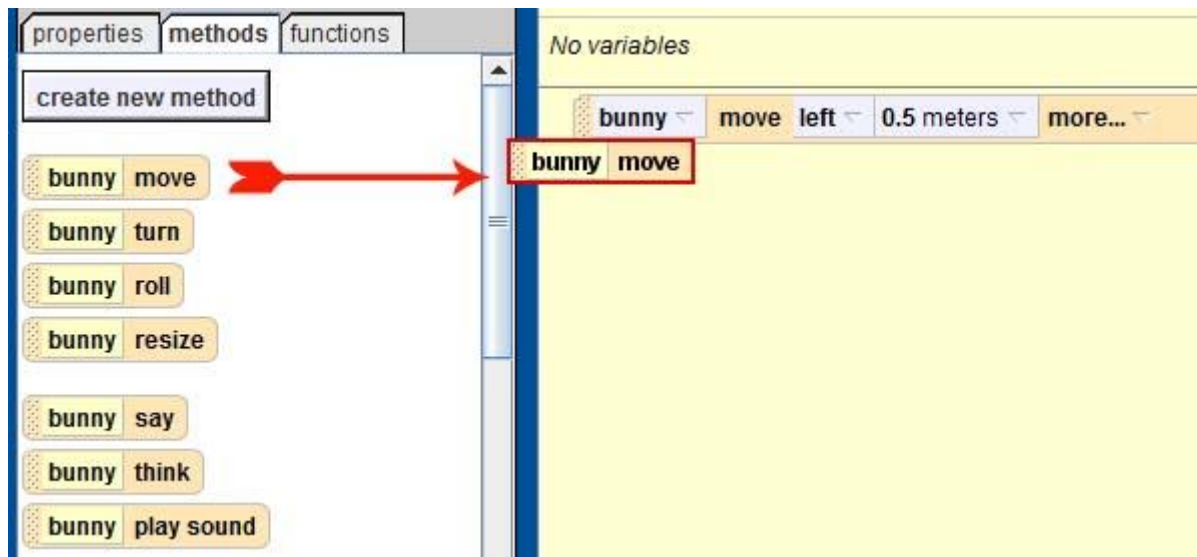 properties methods functions
create new method
bunny move
bunny turn
bunny roll
bunny resize
bunny say
bunny think
bunny play sound
No variables
bunny move left 0.5 meters more...
bunny move